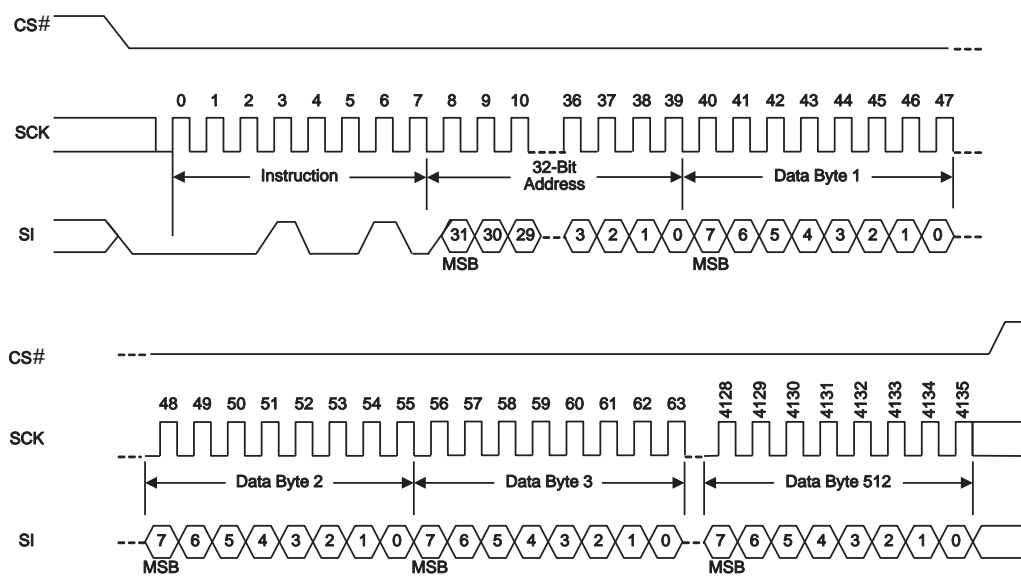 CS#
0 1 2 3 4 5 6 7 8 9 10 36 37 38 39 40 41 42 43 44 45 46 47
SCK
Instruction 32-Bit Address Data Byte 1
SI 31 30 29 3 2 1 0 7 6 5 4 3 2 1 0
MSB MSB
CS#
48 49 50 51 52 53 54 55 56 57 58 59 60 61 62 63 4128 4129 4130 4131 4132 4133 4134 4135
SCK
Data Byte 2 Data Byte 3 Data Byte 512
SI 7 6 5 4 3 2 1 0 7 6 5 4 3 2 1 0 7 6 5 4 3 2 1 0
MSB MSB MSB